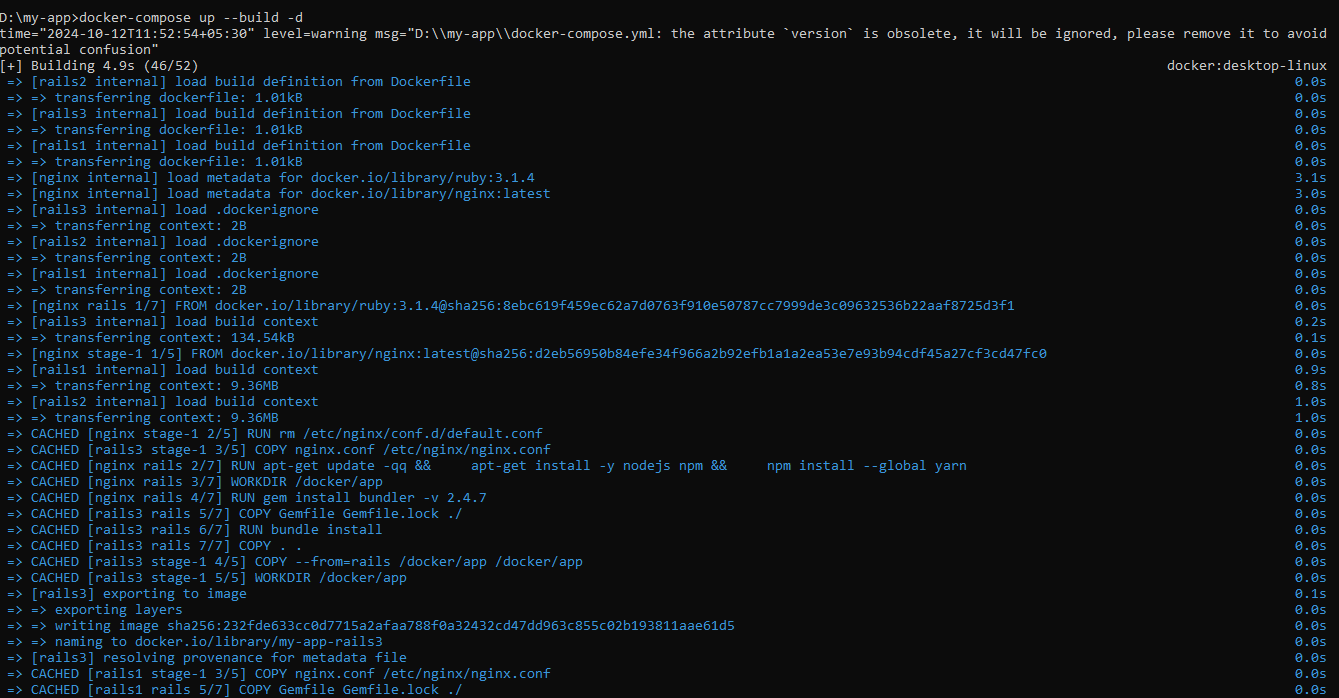 D:\my-app>docker-compose up --build -d
time="2024-10-12T11:52:54+05:30" level=warning msg="D:\\my-app\\docker-compose.yml: the attribute `version` is obsolete, it will be ignored, please remove it to avoid
potential confusion"
[+] Building 4.9s (46/52) docker:desktop-linux
=> [rails2 internal] load build definition from Dockerfile 0.0s
=> => transferring dockerfile: 1.01kB 0.0s
=> [rails3 internal] load build definition from Dockerfile 0.0s
=> => transferring dockerfile: 1.01kB 0.0s
=> [rails1 internal] load build definition from Dockerfile 0.0s
=> => transferring dockerfile: 1.01kB 0.0s
=> [nginx internal] load metadata for docker.io/library/ruby:3.1.4 3.1s
=> [nginx internal] load metadata for docker.io/library/nginx:latest 3.0s
=> [rails3 internal] load .dockerignore 0.0s
=> => transferring context: 2B 0.0s
=> [rails2 internal] load .dockerignore 0.0s
=> => transferring context: 2B 0.0s
=> [rails1 internal] load .dockerignore 0.0s
=> => transferring context: 2B 0.0s
=> [nginx rails 1/7] FROM docker.io/library/ruby:3.1.4@sha256:8ebc619f459ec62a7d0763f910e50787cc7999de3c09632536b22aaf8725d3f1 0.0s
=> [rails3 internal] load build context 0.2s
=> => transferring context: 134.54kB 0.1s
=> [nginx stage-1 1/5] FROM docker.io/library/nginx:latest@sha256:d2eb56950b84efe34f966a2b92efb1a1a2ea53e7e93b94cdf45a27cf3cd47fc0 0.0s
=> [rails1 internal] load build context 0.9s
=> => transferring context: 9.36MB 0.8s
=> [rails2 internal] load build context 1.0s
=> => transferring context: 9.36MB 1.0s
=> CACHED [nginx stage-1 2/5] RUN rm /etc/nginx/conf.d/default.conf 0.0s
=> CACHED [rails3 stage-1 3/5] COPY nginx.conf /etc/nginx/nginx.conf 0.0s
=> CACHED [nginx rails 2/7] RUN apt-get update -qq &&     apt-get install -y nodejs npm &&     npm install --global yarn 0.0s
=> CACHED [nginx rails 3/7] WORKDIR /docker/app 0.0s
=> CACHED [nginx rails 4/7] RUN gem install bundler -v 2.4.7 0.0s
=> CACHED [rails3 rails 5/7] COPY Gemfile Gemfile.lock ./ 0.0s
=> CACHED [rails3 rails 6/7] RUN bundle install 0.0s
=> CACHED [rails3 rails 7/7] COPY . . 0.0s
=> CACHED [rails3 stage-1 4/5] COPY --from=rails /docker/app /docker/app 0.0s
=> CACHED [rails3 stage-1 5/5] WORKDIR /docker/app 0.0s
=> [rails3] exporting to image 0.1s
=> => exporting layers 0.0s
=> => writing image sha256:232fde633cc0d7715a2afaa788f0a32432cd47dd963c855c02b193811aae61d5 0.0s
=> => naming to docker.io/library/my-app-rails3 0.0s
=> [rails3] resolving provenance for metadata file 0.0s
=> CACHED [rails1 stage-1 3/5] COPY nginx.conf /etc/nginx/nginx.conf 0.0s
=> CACHED [rails1 rails 5/7] COPY Gemfile Gemfile.lock ./ 0.0s